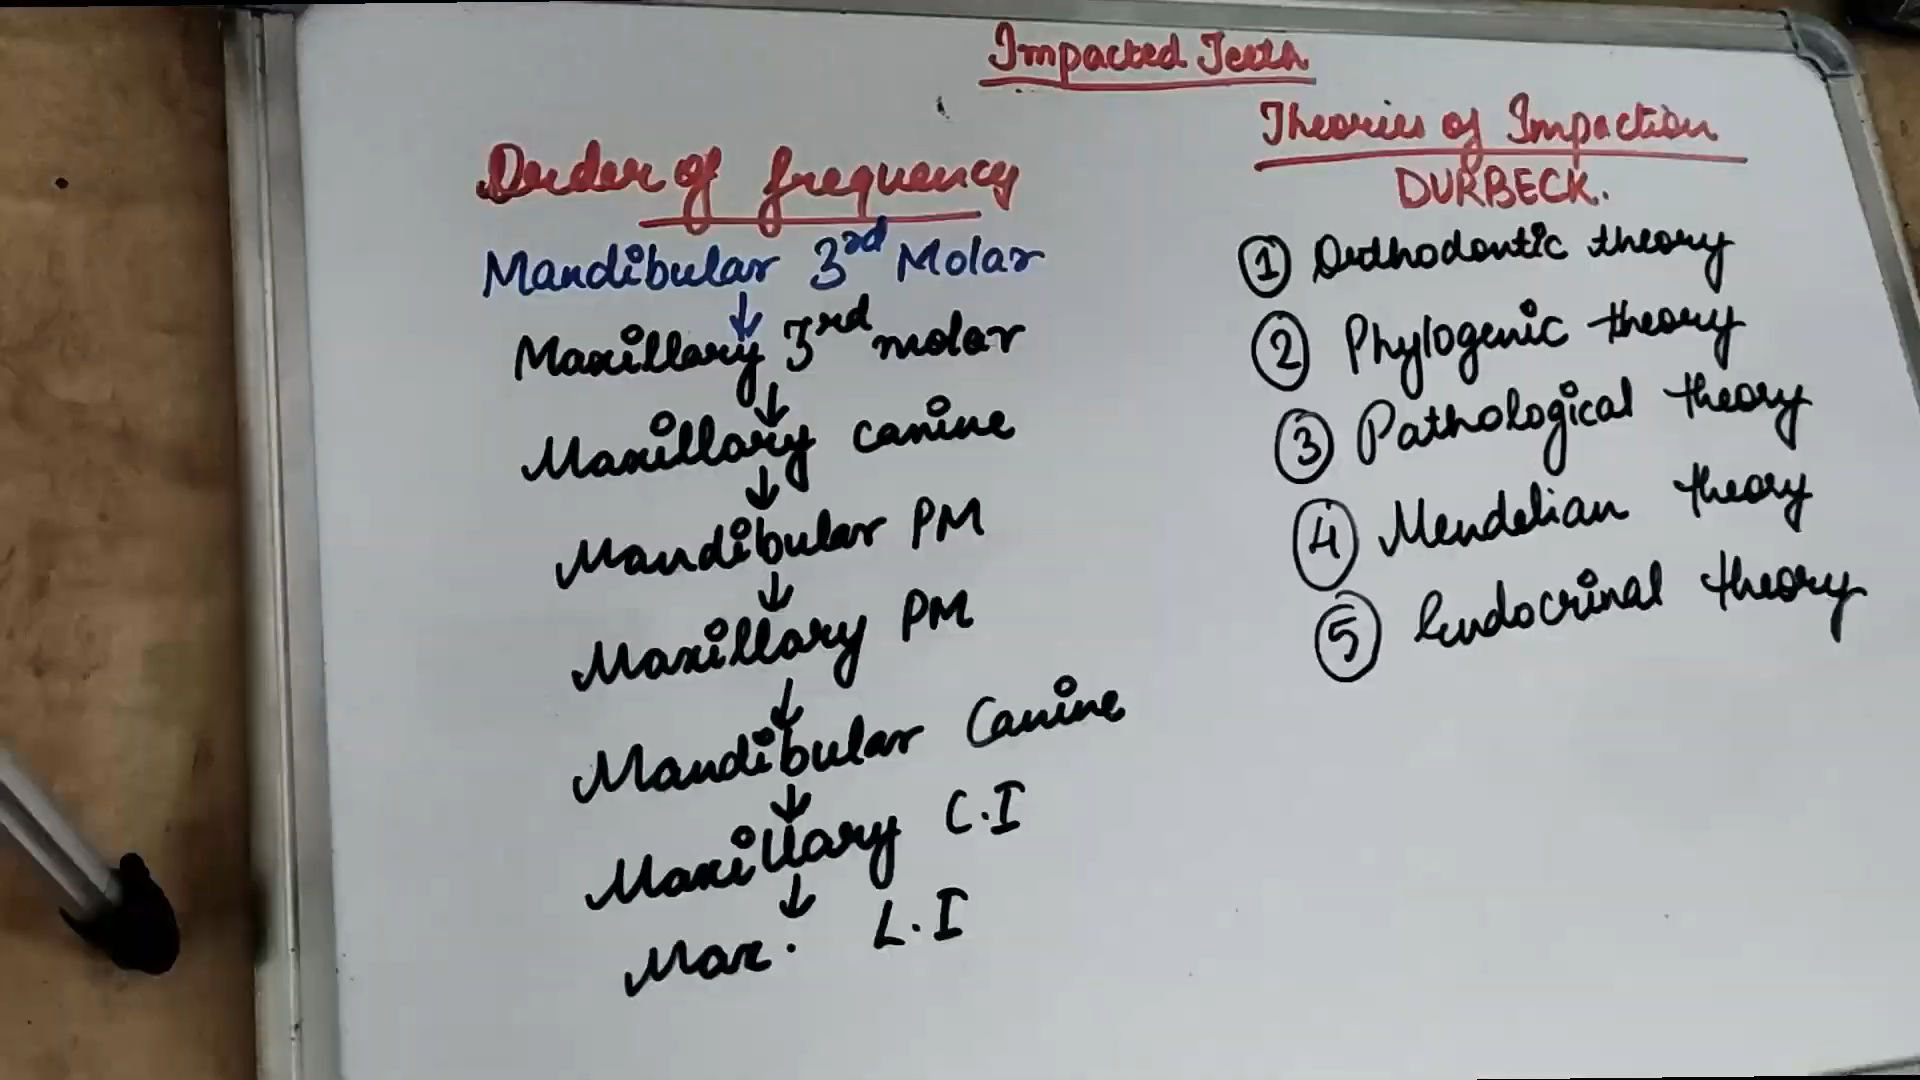 Impacted Teeth
Order of frequency
Mandibular 3rd Molar
↓
Maxillary 3rd molar
↓
Maxillary canine
↓
Mandibular PM
↓
Maxillary PM
↓
Mandibular Canine
↓
Maxillary C.I
↓
Max. L.I
Theories of Impaction
DURBECK.
① Orthodontic theory
② Phylogenic theory
③ Pathological theory
④ Mendelian theory
⑤ Endocrinal theory